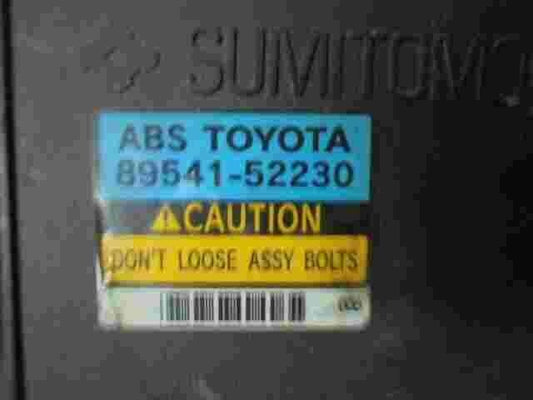 SUMITOMO
ABS TOYOTA
89541-52230
CAUTION
DON'T LOOSE ASSY BOLTS